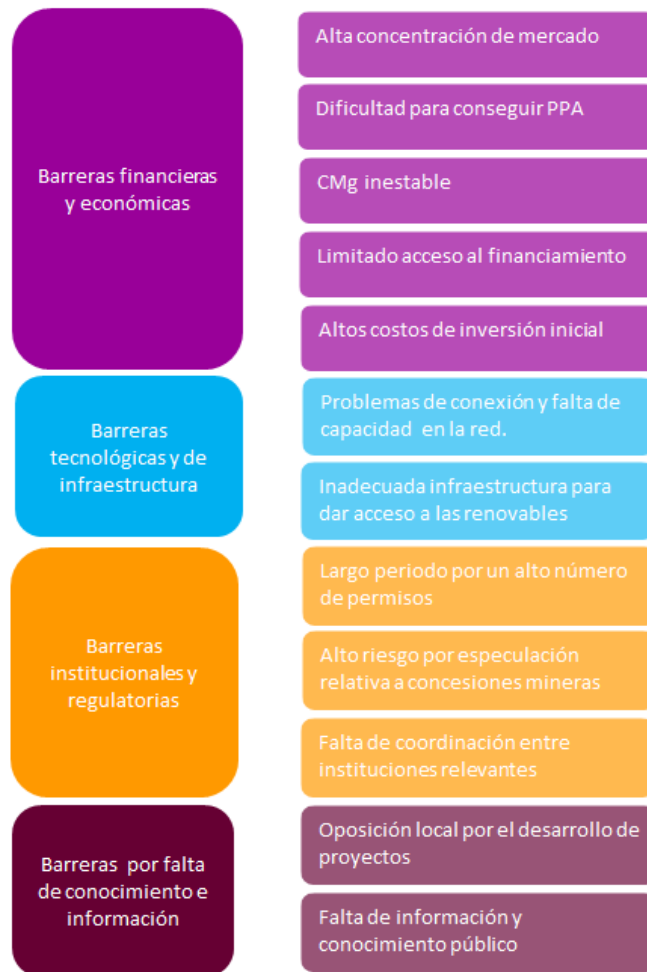 Barreras financieras
y económicas
Alta concentración de mercado
Dificultad para conseguir PPA
CMg inestable
Limitado acceso al financiamiento
Altos costos de inversión inicial
Barreras
tecnológicas y de
infraestructura
Problemas de conexión y falta de
capacidad en la red.
Inadecuada infraestructura para
dar acceso a las renovables
Barreras
institucionales y
regulatorias
Largo periodo por un alto número
de permisos
Alto riesgo por especulación
relativa a concesiones mineras
Falta de coordinación entre
instituciones relevantes
Barreras por falta
de conocimiento e
información
Oposición local por el desarrollo de
proyectos
Falta de información y
conocimiento público